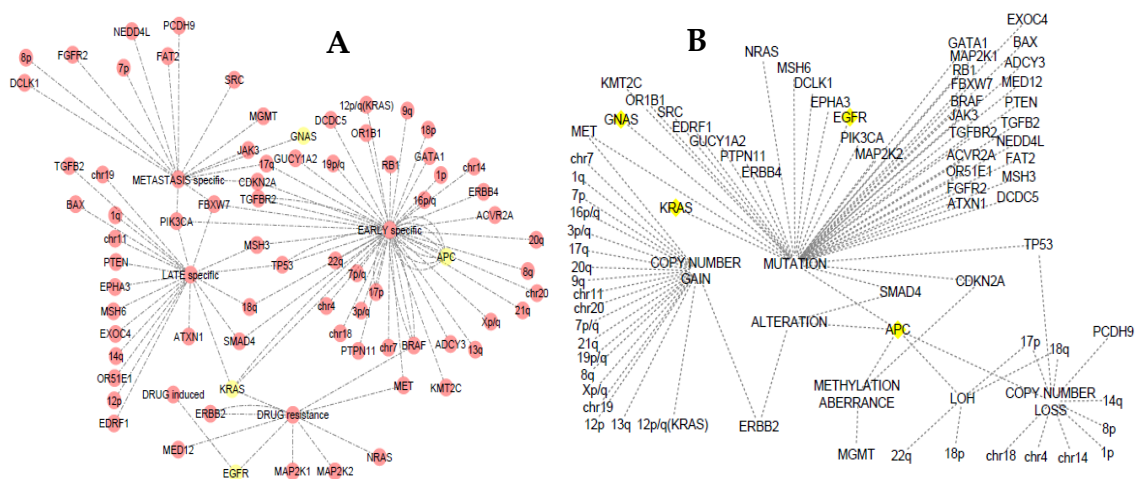 A
PCDH9
NEDD4L
FGFR2
FAT2
8p
7p
DCLK1
SRC
MGMT
GNAS
DCDC5
12p/q(KRAS)
9q
OR1B1
18p
JAK3
17q
GUCY1A2
19p/q
RB1
GATA1
1p
chr14
TGFB2
chr19
METASTASIS specific
CDKN2A
TGFBR2
16p/q
ERBB4
BAX
FBXW7
1q
PIK3CA
ACVR2A
EARLY specific
chr11
MSH3
20q
PTEN
TP53
22q
APC
LATE specific
7p/q
8q
EPHA3
17p
chr20
MSH6
18q
chr4
3p/q
Xp/q
21q
EXOC4
ATXN1
SMAD4
chr18
PTPN11
chr7
BRAF
ADCY3
13q
14q
OR51E1
KRAS
MET
KMT2C
12p
DRUG induced
EDRF1
ERBB2
DRUG resistance
MED12
EGFR
MAP2K1
MAP2K2
NRAS
B
EXOC4
NRAS
GATA1
BAX
MAP2K1
MSH6
RB1
ADCY3
KMT2C
DCLK1
FBXW7
MED12
OR1B1
EPHA3
BRAF
PTEN
GNAS
SRC
EGFR
JAK3
TGFB2
MET
EDRF1
PIK3CA
TGFBR2
NEDD4L
GUCY1A2
MAP2K2
ACVR2A
FAT2
chr7
PTPN11
OR51E1
MSH3
1q
ERBB4
FGFR2
DCDC5
7p
ATXN1
16p/q
KRAS
3p/q
17q
TP53
20q
COPY NUMBER
GAIN
MUTATION
9q
CDKN2A
chr11
SMAD4
chr20
7p/q
ALTERATION
APC
PCDH9
21q
17p
19p/q
18q
8q
METHYLATION
ABERRANCE
COPY NUMBER
LOSS
Xp/q
LOH
14q
chr19
12p
13q
12p/q(KRAS)
ERBB2
8p
MGMT
22q
18p
chr18
chr4
chr14
1p